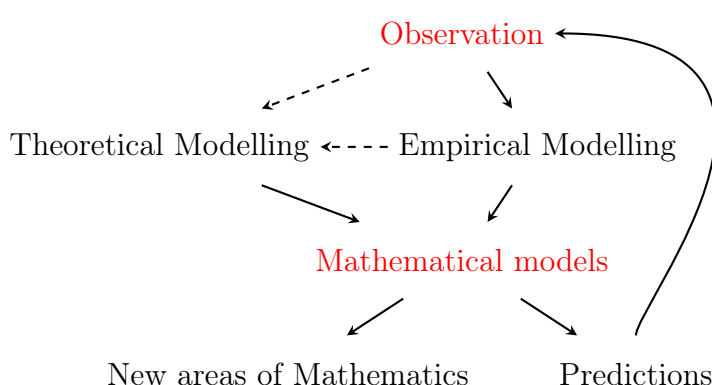 Observation
Theoretical Modelling
Empirical Modelling
Mathematical models
New areas of Mathematics
Predictions